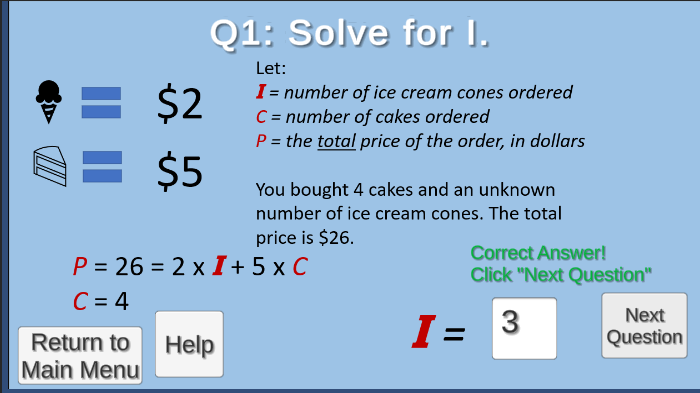 Q1: Solve for I.
Let:
I = number of ice cream cones ordered
C = number of cakes ordered
P = the total price of the order, in dollars
$2
$5
You bought 4 cakes and an unknown
number of ice cream cones. The total
price is $26.
P = 26 = 2 x I + 5 x C
C = 4
Correct Answer!
Click "Next Question"
I = 3
Next
Question
Return to
Main Menu
Help